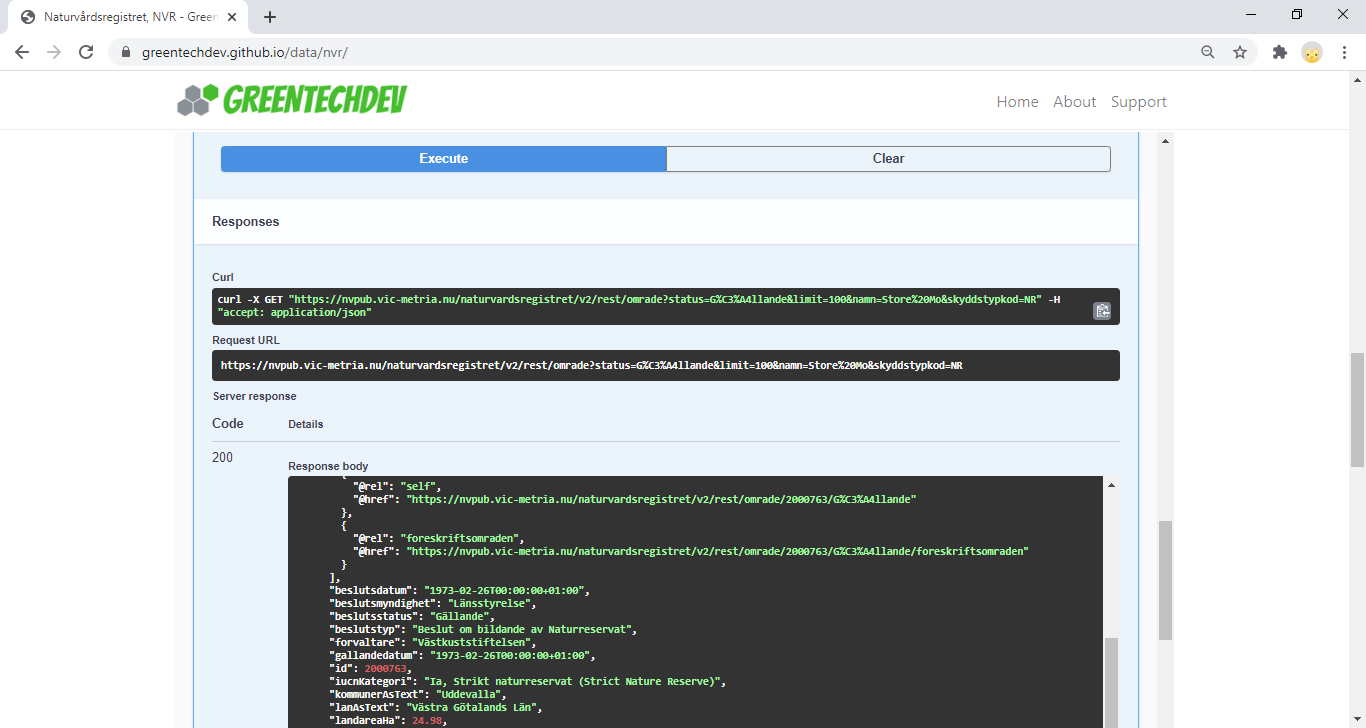 Naturvårdsregistret, NVR - Green
greentechdev.github.io/data/nvr/
GREENTECHDEV
Home About Support
Execute Clear
Responses
Curl
curl -X GET "https://nvpub.vic-metria.nu/naturvardsregistret/v2/rest/omrade?status=G%C3%A4llande&limit=100&namn=Store%20Mo&skyddstypkod=NR" -H
"accept: application/json"
Request URL
https://nvpub.vic-metria.nu/naturvardsregistret/v2/rest/omrade?status=G%C3%A4llande&limit=100&namn=Store%20Mo&skyddstypkod=NR
Server response
Code Details
200
Response body
{
"@rel": "self",
"@href": "https://nvpub.vic-metria.nu/naturvardsregistret/v2/rest/omrade/2000763/G%C3%A4llande"
},
{
"@rel": "foreskriftsomraden",
"@href": "https://nvpub.vic-metria.nu/naturvardsregistret/v2/rest/omrade/2000763/G%C3%A4llande/foreskriftsomraden"
}
],
"beslutsdatum": "1973-02-26T00:00:00+01:00",
"beslutsmyndighet": "Länsstyrelse",
"beslutsstatus": "Gällande",
"beslutstyp": "Beslut om bildande av Naturreservat",
"forvaltare": "Västkuststiftelsen",
"gallandedatum": "1973-02-26T00:00:00+01:00",
"id": 2000763,
"iucnKategori": "Ia, Strikt naturreservat (Strict Nature Reserve)",
"kommunerAsText": "Uddevalla",
"lanAsText": "Västra Götalands Län",
"landareaHa": 24.98,